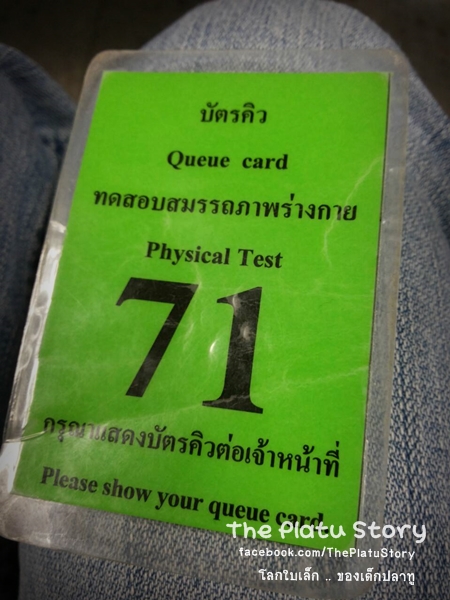 บัตรคิว
Queue card
ทดสอบสมรรถภาพร่างกาย
Physical Test
71
กรุณาแสดงบัตรคิวต่อเจ้าหน้าที่
Please show your queue card
The Platu Story
facebook.com/ThePlatuStory
โลกใบเล็ก .. ของเด็กปลาทู